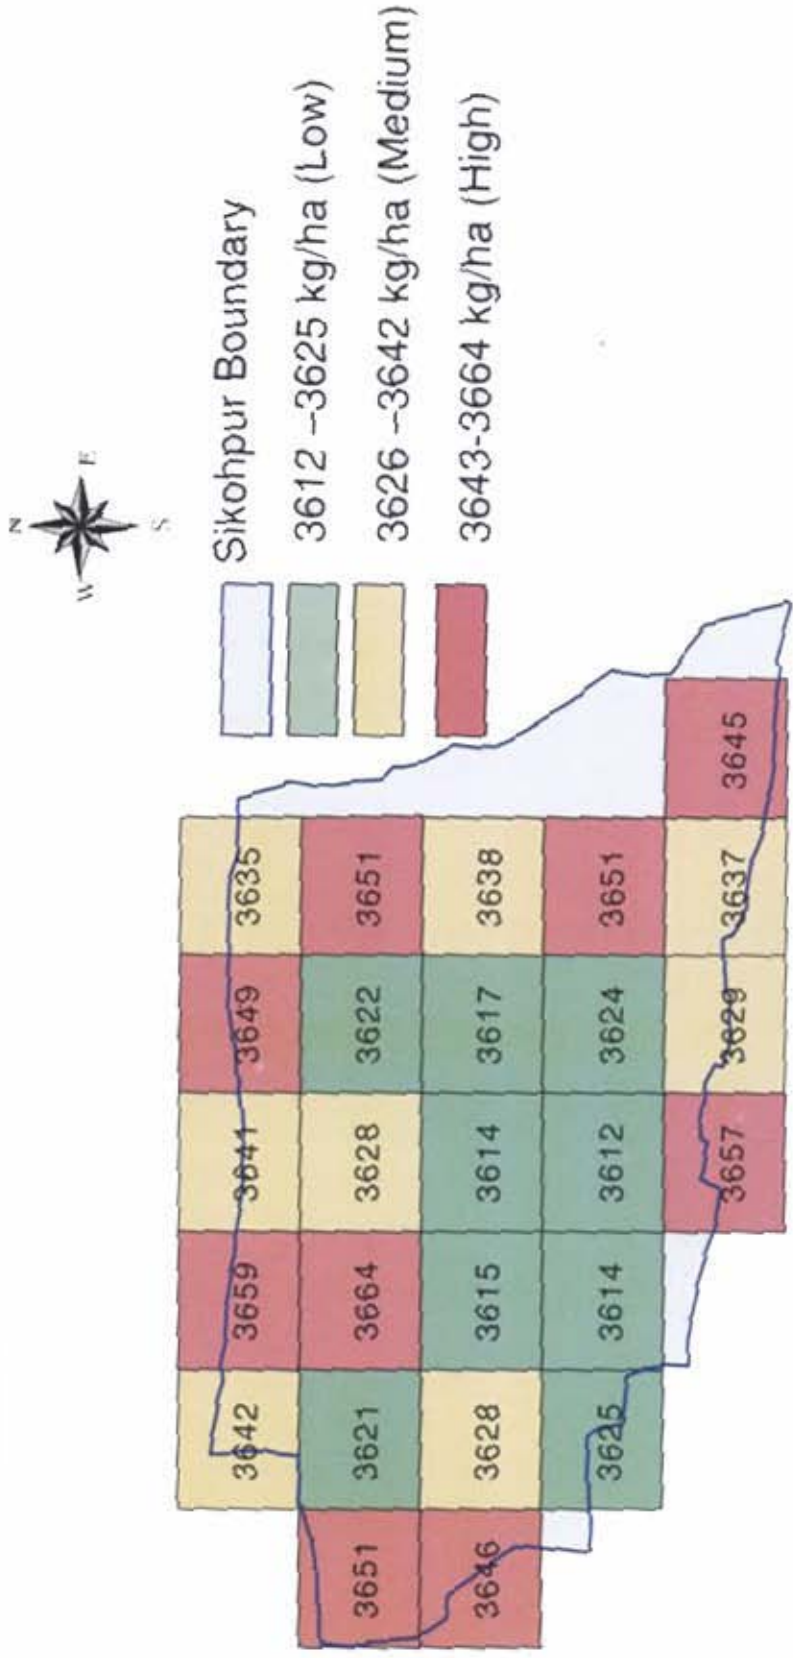 N
W E
S
Sikohpur Boundary
3612 –3625 kg/ha (Low)
3626 –3642 kg/ha (Medium)
3643-3664 kg/ha (High)
3642 3659 3641 3649 3635
3651 3621 3664 3628 3622 3651
3646 3628 3615 3614 3617 3638
3625 3614 3612 3624 3651
3657 3629 3637 3645